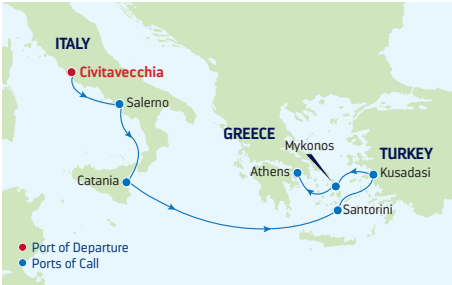 ITALY
Civitavecchia
Salerno
GREECE
Mykonos
TURKEY
Athens
Kusadasi
Catania
Santorini
Port of Departure
Ports of Call